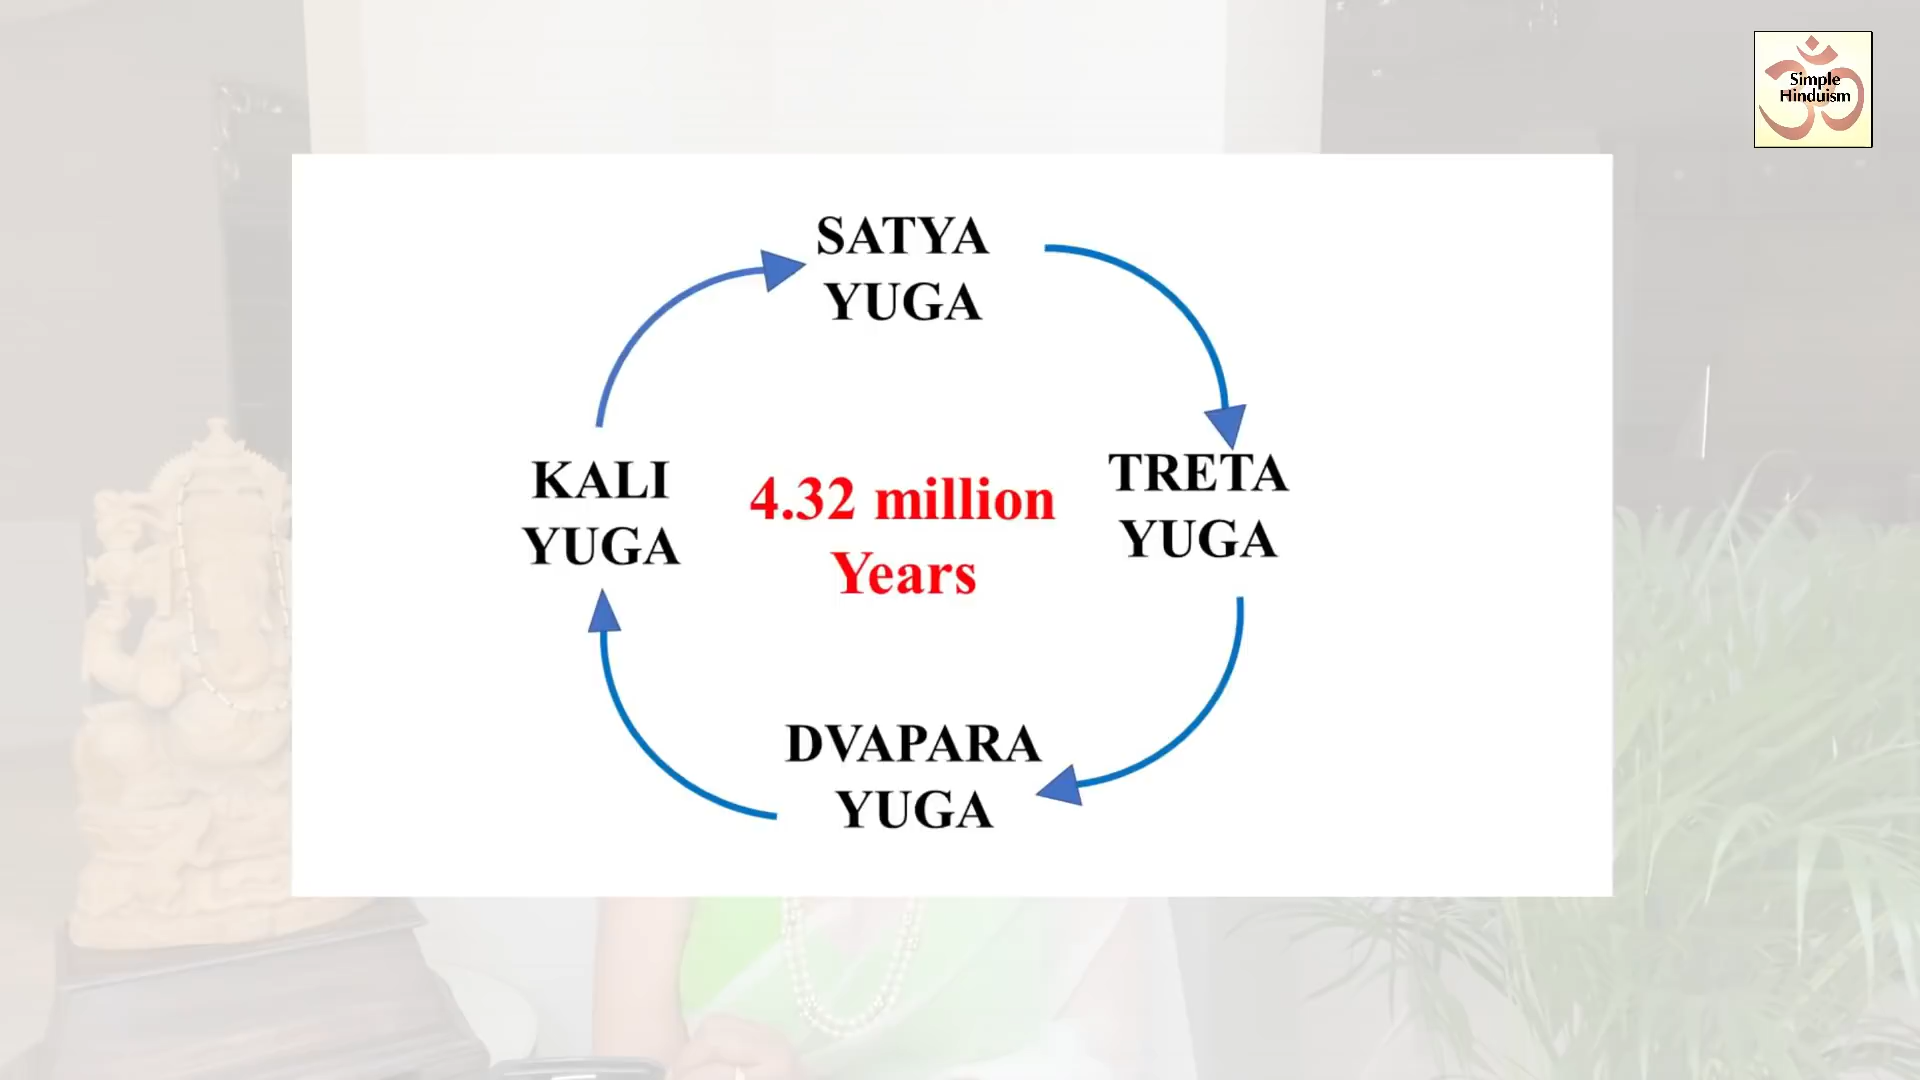 Simple
Hinduism
SATYA
YUGA
KALI
YUGA
4.32 million
Years
TRETA
YUGA
DVAPARA
YUGA